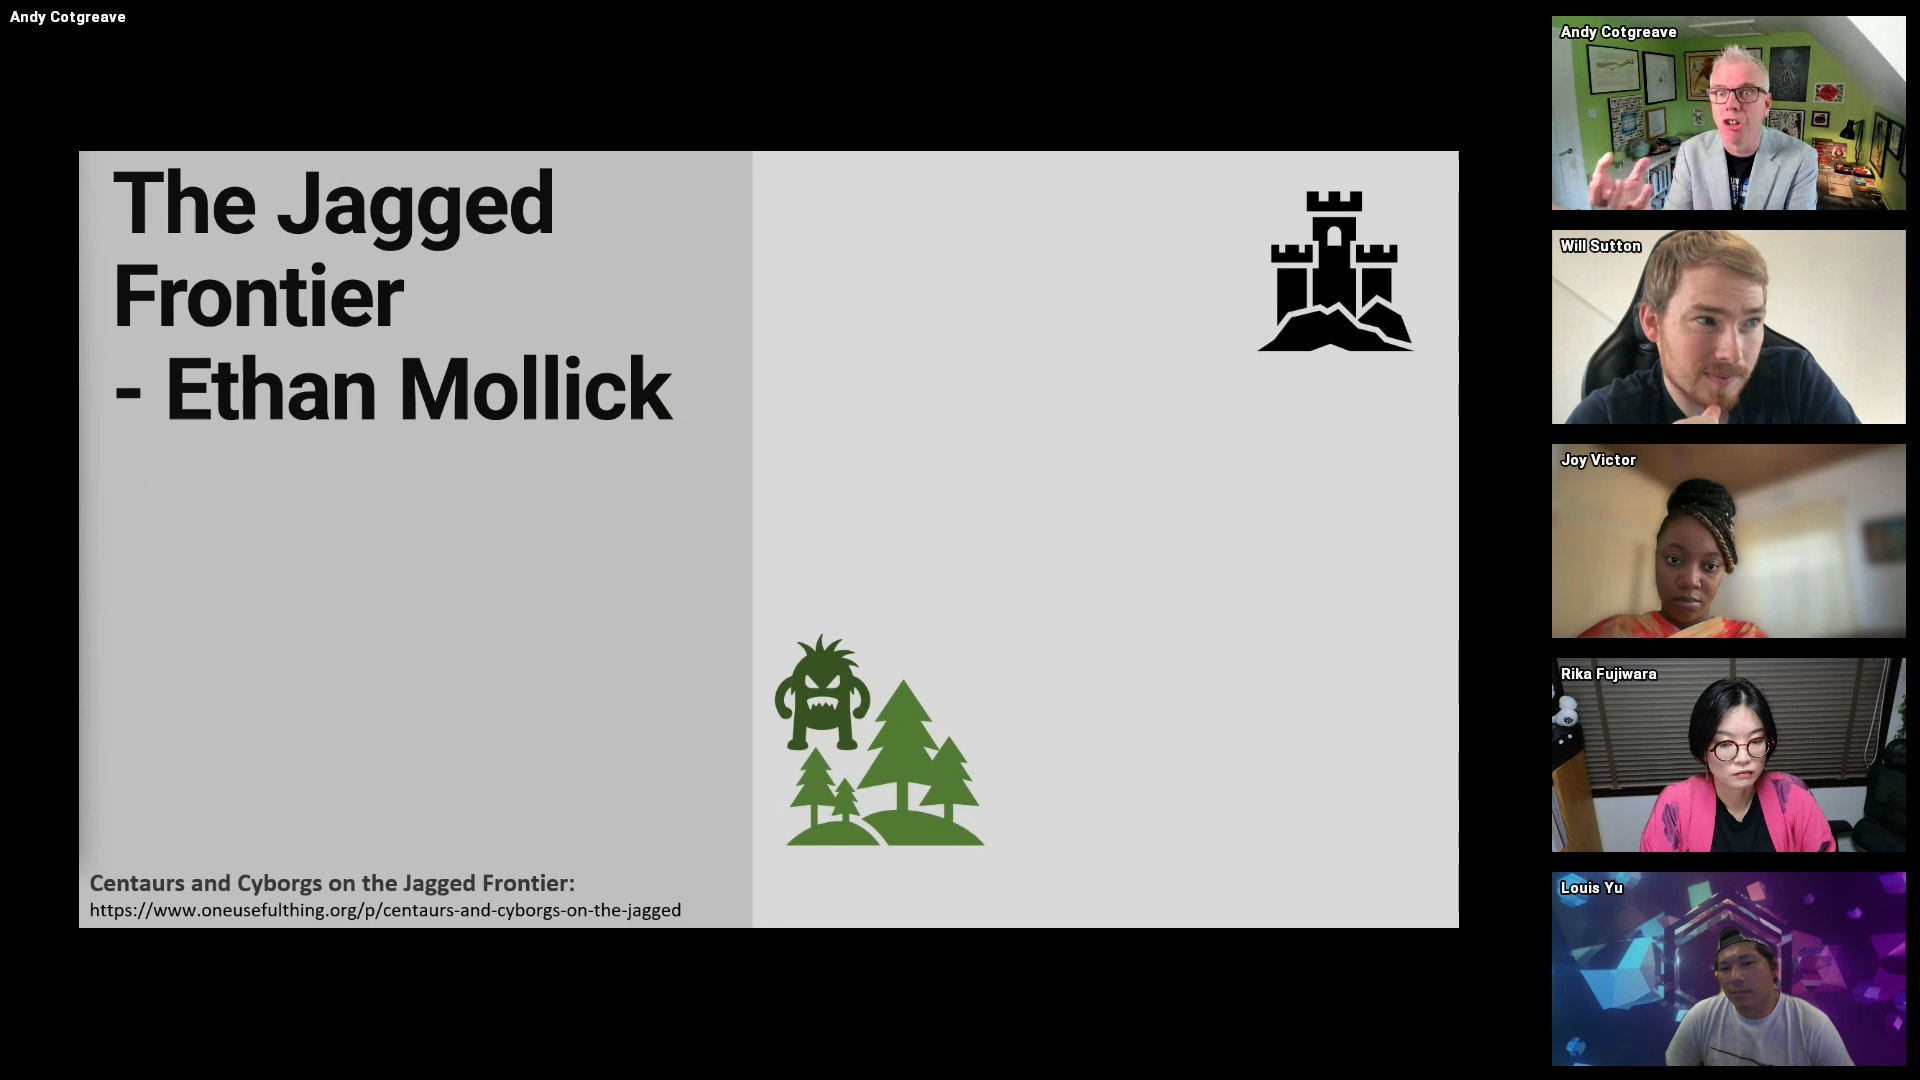 Andy Cotgreave
The Jagged
Frontier
- Ethan Mollick
Centaurs and Cyborgs on the Jagged Frontier:
https://www.oneusefulthing.org/p/centaurs-and-cyborgs-on-the-jagged
Andy Cotgreave
Will Sutton
Joy Victor
Rika Fujiwara
Louis Yu